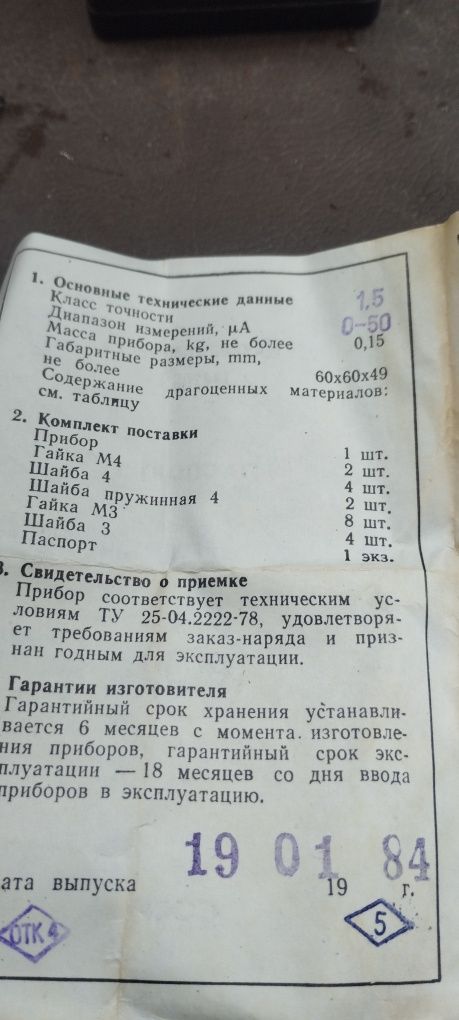 1. Основные технические данные
Класс точности 1,5
Диапазон измерений, μA 0-50
Масса прибора, kg, не более 0,15
Габаритные размеры, mm,
не более 60x60x49
Содержание драгоценных материалов:
см. таблицу
2. Комплект поставки
Прибор 1 шт.
Гайка М4 2 шт.
Шайба 4 4 шт.
Шайба пружинная 4 2 шт.
Гайка М3 8 шт.
Шайба 3 4 шт.
Паспорт 1 экз.
3. Свидетельство о приемке
Прибор соответствует техническим ус-
ловиям ТУ 25-04.2222-78, удовлетворя-
ет требованиям заказ-наряда и приз-
нан годным для эксплуатации.
Гарантии изготовителя
Гарантийный срок хранения устанавли-
вается 6 месяцев с момента. изготовле-
ния приборов, гарантийный срок экс-
плуатации — 18 месяцев со дня ввода
приборов в эксплуатацию.
19 01 84
ата выпуска 19 г.
ОТК 4 5